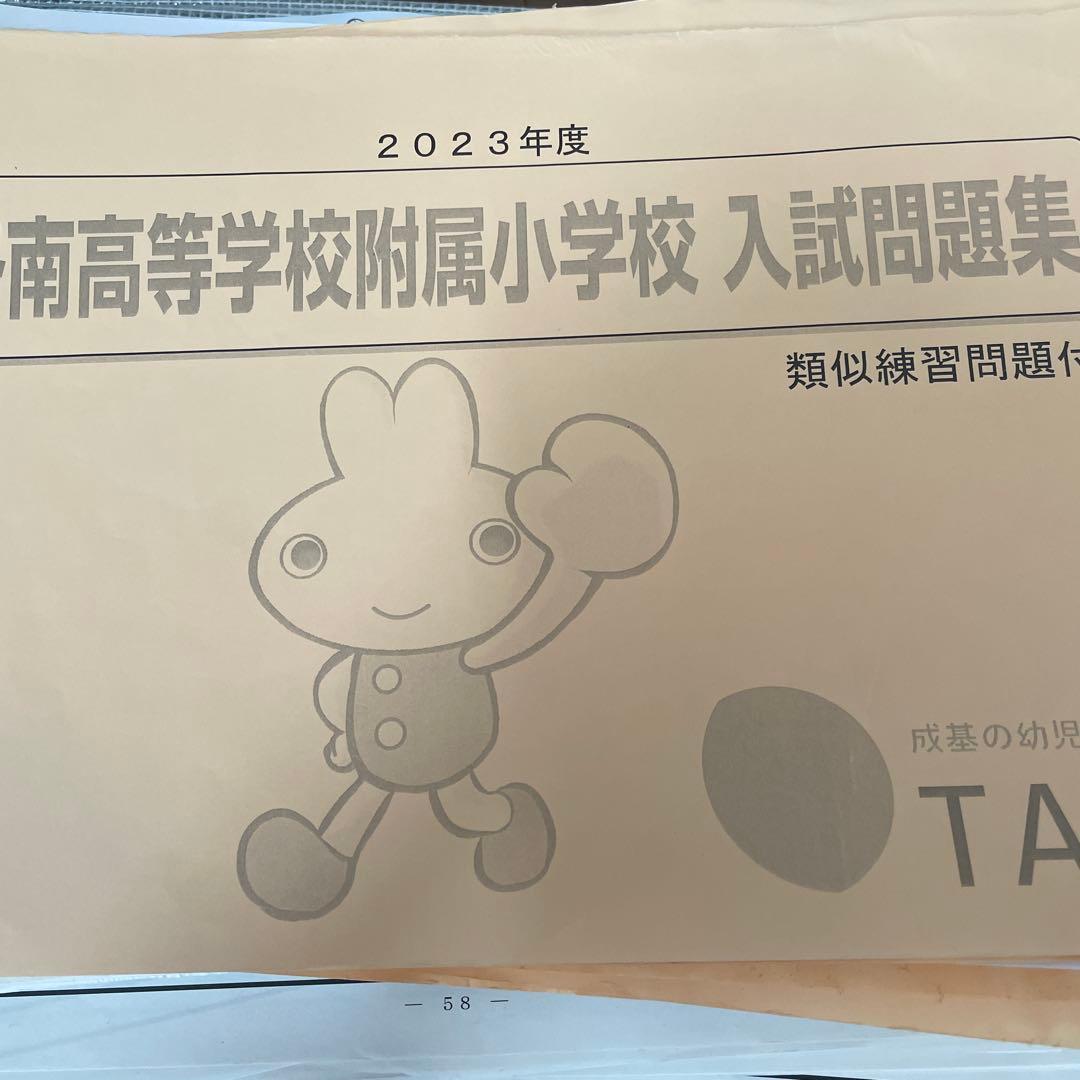 2023年度
南高等学校附属小学校 入試問題集
類似練習問題付
成基の幼児
TA
― 58 ―